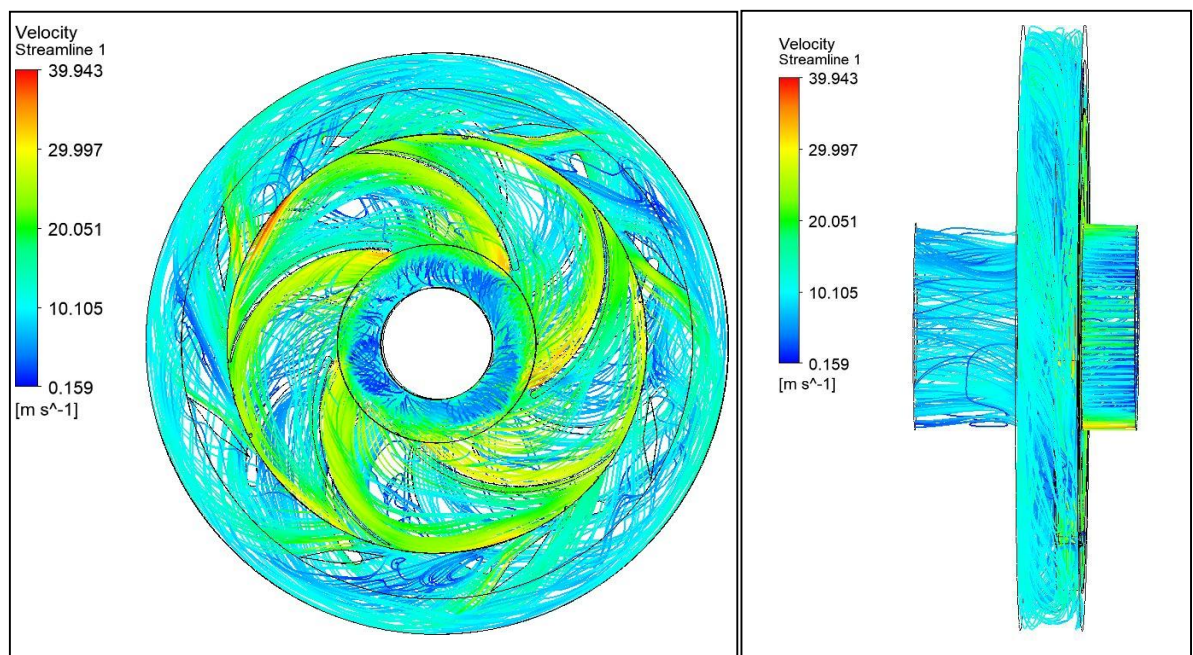 Velocity
Streamline 1
39.943
29.997
20.051
10.105
0.159
[m s^-1]
Velocity
Streamline 1
39.943
29.997
20.051
10.105
0.159
[m s^-1]